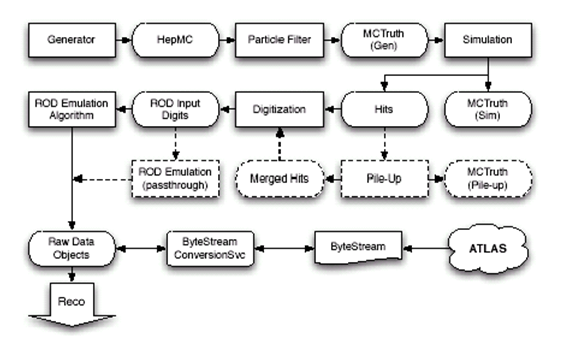 Generator
HepMC
Particle Filter
MCTruth
(Gen)
Simulation
ROD Emulation
Algorithm
ROD Input
Digits
Digitization
Hits
MCTruth
(Sim)
ROD Emulation
(passthrough)
Merged Hits
Pile-Up
MCTruth
(Pile-up)
Raw Data
Objects
ByteStream
ConversionSvc
ByteStream
ATLAS
Reco